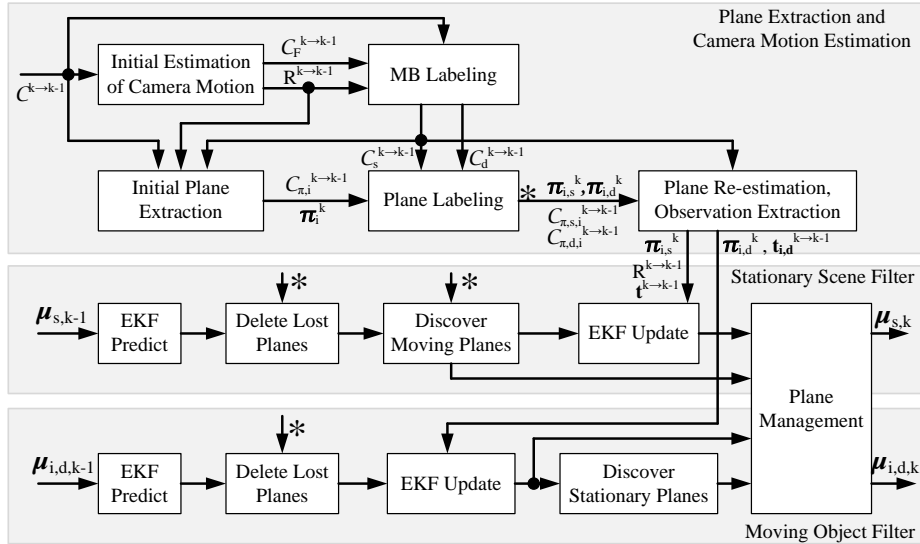 Plane Extraction and
Camera Motion Estimation
C^{k→k-1}
Initial Estimation
of Camera Motion
C_F^{k→k-1}
R^{k→k-1}
MB Labeling
C_s^{k→k-1}
C_d^{k→k-1}
Initial Plane
Extraction
C_{π,i}^{k→k-1}
π_i^k
Plane Labeling
*
π_{i,s}^k, π_{i,d}^k
C_{π,s,i}^{k→k-1}
C_{π,d,i}^{k→k-1}
Plane Re-estimation,
Observation Extraction
π_{i,s}^k
R^{k→k-1}
t^{k→k-1}
π_{i,d}^k, t_{i,d}^{k→k-1}
Stationary Scene Filter
μ_{s,k-1}
EKF
Predict
*
Delete Lost
Planes
*
Discover
Moving Planes
EKF Update
Plane
Management
μ_{s,k}
μ_{i,d,k-1}
EKF
Predict
*
Delete Lost
Planes
EKF Update
Discover
Stationary Planes
μ_{i,d,k}
Moving Object Filter